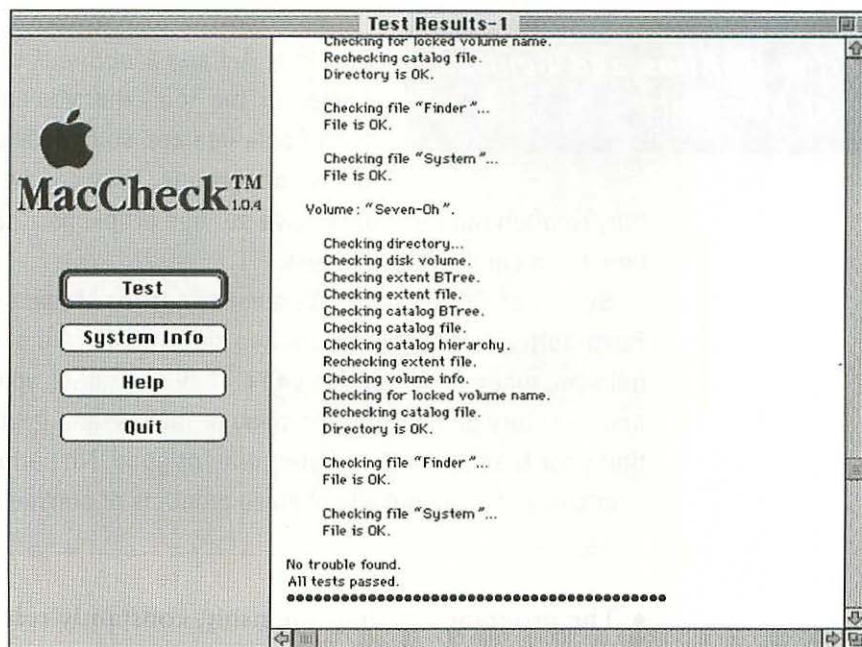 Test Results-1
MacCheck™
1.0.4
Test
System Info
Help
Quit
Checking for locked volume name.
Rechecking catalog file.
Directory is OK.
Checking file "Finder"...
File is OK.
Checking file "System"...
File is OK.
Volume: "Seven-Oh".
Checking directory...
Checking disk volume.
Checking extent BTree.
Checking extent file.
Checking catalog BTree.
Checking catalog file.
Checking catalog hierarchy.
Rechecking extent file.
Checking volume info.
Checking for locked volume name.
Rechecking catalog file.
Directory is OK.
Checking file "Finder"...
File is OK.
Checking file "System"...
File is OK.
No trouble found.
All tests passed.